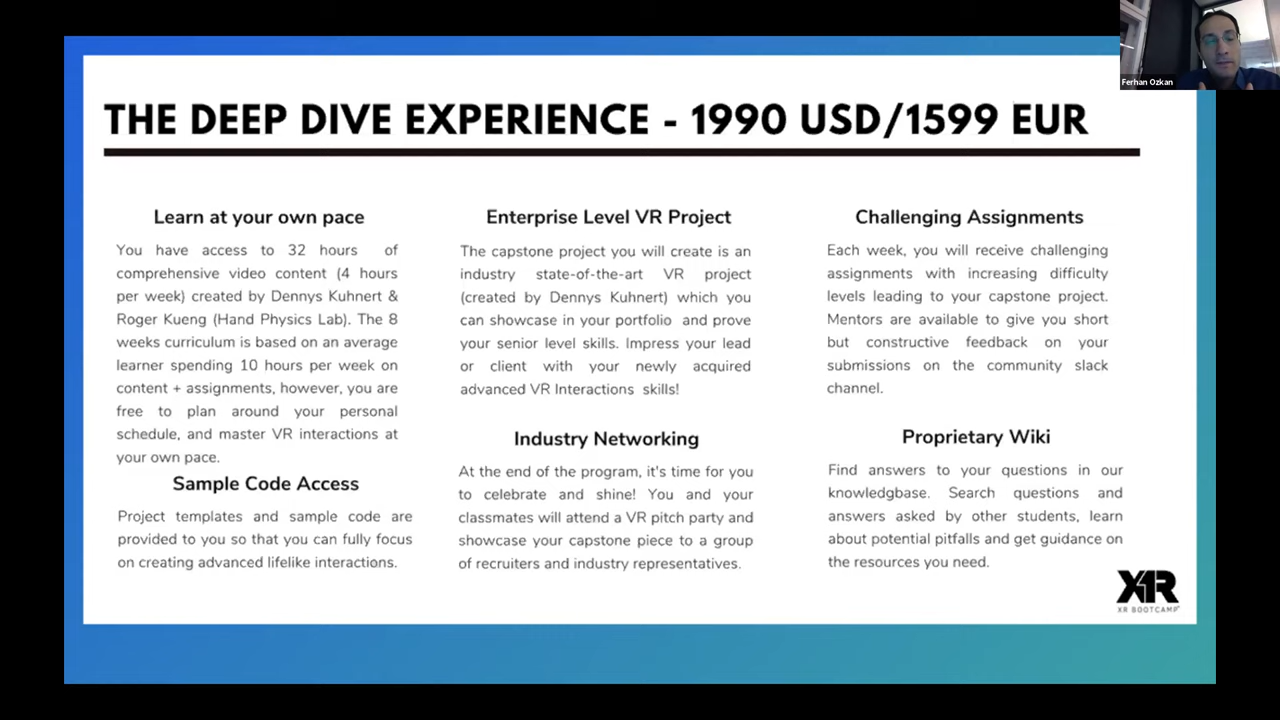 Ferhan Ozkan
THE DEEP DIVE EXPERIENCE - 1990 USD/1599 EUR
Learn at your own pace
You have access to 32 hours of
comprehensive video content (4 hours
per week) created by Dennys Kuhnert &
Roger Kueng (Hand Physics Lab). The 8
weeks curriculum is based on an average
learner spending 10 hours per week on
content + assignments, however, you are
free to plan around your personal
schedule, and master VR interactions at
your own pace.
Sample Code Access
Project templates and sample code are
provided to you so that you can fully focus
on creating advanced lifelike interactions.
Enterprise Level VR Project
The capstone project you will create is an
industry state-of-the-art VR project
(created by Dennys Kuhnert) which you
can showcase in your portfolio and prove
your senior level skills. Impress your lead
or client with your newly acquired
advanced VR Interactions skills!
Industry Networking
At the end of the program, it's time for you
to celebrate and shine! You and your
classmates will attend a VR pitch party and
showcase your capstone piece to a group
of recruiters and industry representatives.
Challenging Assignments
Each week, you will receive challenging
assignments with increasing difficulty
levels leading to your capstone project.
Mentors are available to give you short
but constructive feedback on your
submissions on the community slack
channel.
Proprietary Wiki
Find answers to your questions in our
knowledgbase. Search questions and
answers asked by other students, learn
about potential pitfalls and get guidance on
the resources you need.
XR
XR BOOTCAMP